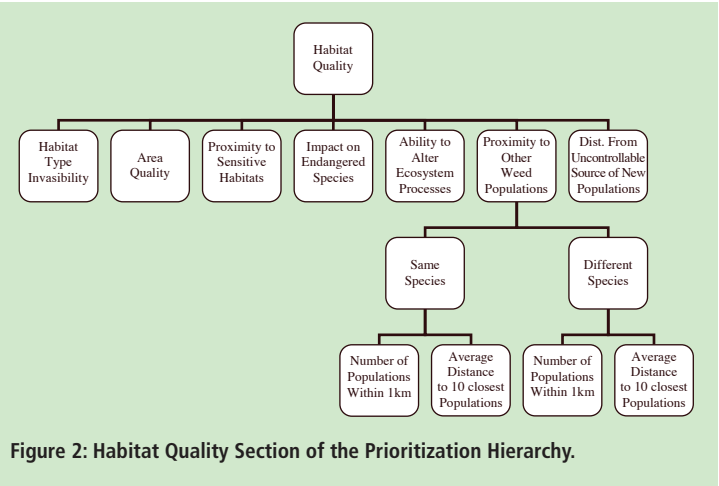 Habitat
Quality
Habitat
Type
Invasibility
Area
Quality
Proximity to
Sensitive
Habitats
Impact on
Endangered
Species
Ability to
Alter
Ecosystem
Processes
Proximity to
Other
Weed
Populations
Dist. From
Uncontrollable
Source of New
Populations
Same
Species
Different
Species
Number of
Populations
Within 1km
Average
Distance
to 10 closest
Populations
Number of
Populations
Within 1km
Average
Distance
to 10 closest
Populations
Figure 2: Habitat Quality Section of the Prioritization Hierarchy.